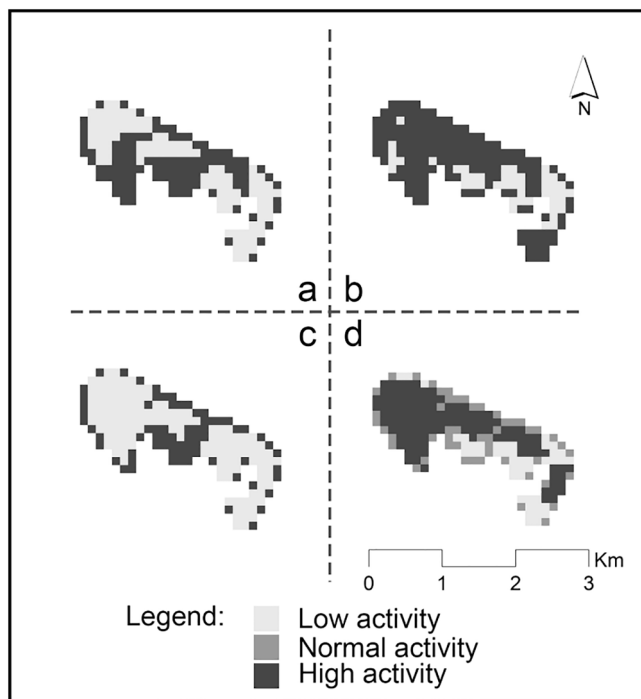 N
a b
c d
Km
0 1 2 3
Legend:
Low activity
Normal activity
High activity